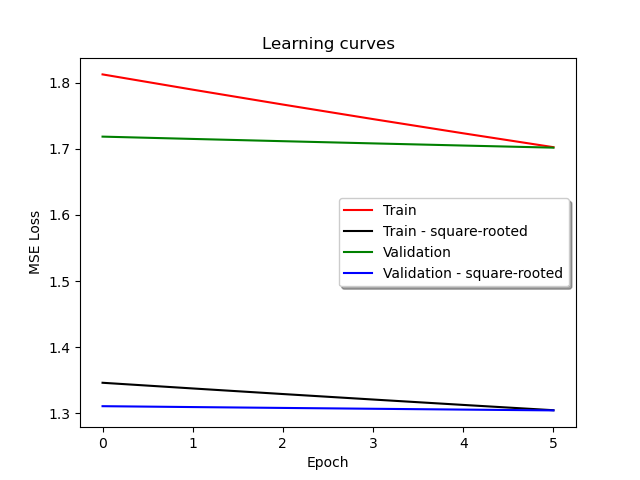 Learning curves
MSE Loss
1.8
1.7
1.6
1.5
1.4
1.3
Train
Train - square-rooted
Validation
Validation - square-rooted
0 1 2 3 4 5
Epoch